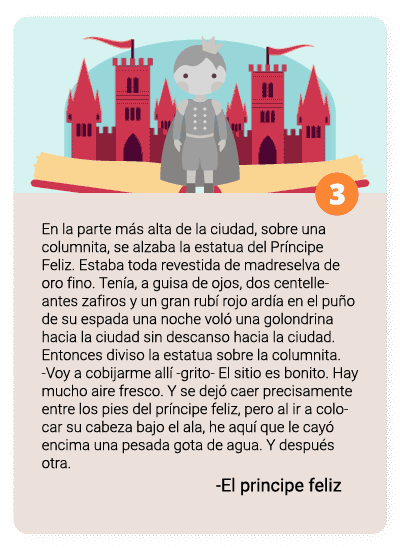 3
En la parte más alta de la ciudad, sobre una
columnita, se alzaba la estatua del Príncipe
Feliz. Estaba toda revestida de madreselva de
oro fino. Tenía, a guisa de ojos, dos centelle-
antes zafiros y un gran rubí rojo ardía en el puño
de su espada una noche voló una golondrina
hacia la ciudad sin descanso hacia la ciudad.
Entonces diviso la estatua sobre la columnita.
-Voy a cobijarme allí -grito- El sitio es bonito. Hay
mucho aire fresco. Y se dejó caer precisamente
entre los pies del príncipe feliz, pero al ir a colo-
car su cabeza bajo el ala, he aquí que le cayó
encima una pesada gota de agua. Y después
otra.
-El principe feliz